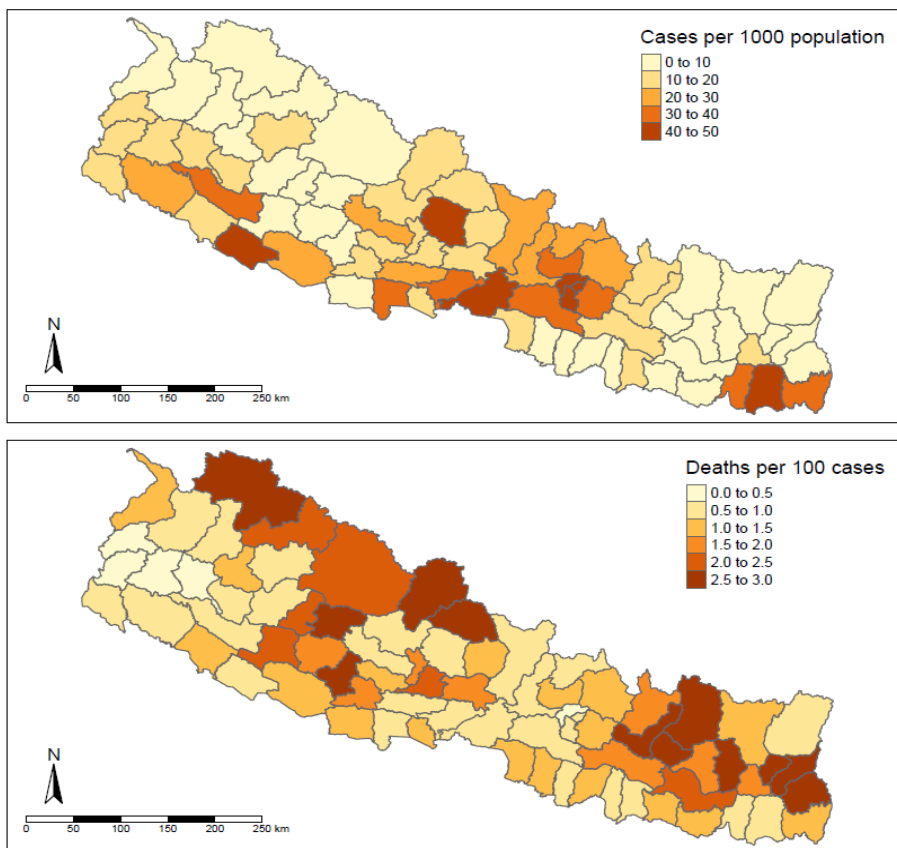 Cases per 1000 population
0 to 10
10 to 20
20 to 30
30 to 40
40 to 50
N
0 50 100 150 200 250 km
Deaths per 100 cases
0.0 to 0.5
0.5 to 1.0
1.0 to 1.5
1.5 to 2.0
2.0 to 2.5
2.5 to 3.0
N
0 50 100 150 200 250 km